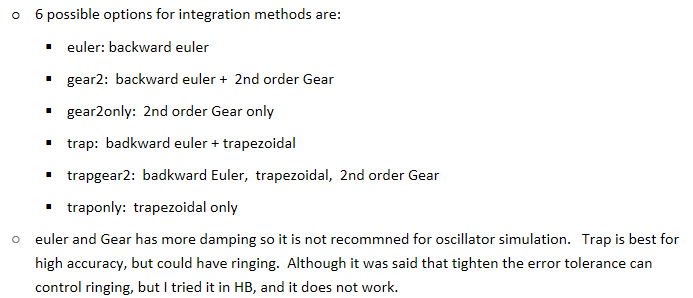 6 possible options for integration methods are:
euler: backward euler
gear2: backward euler + 2nd order Gear
gear2only: 2nd order Gear only
trap: badkward euler + trapezoidal
trapgear2: badkward Euler, trapezoidal, 2nd order Gear
traponly: trapezoidal only
euler and Gear has more damping so it is not recommned for oscillator simulation. Trap is best for
high accuracy, but could have ringing. Although it was said that tighten the error tolerance can
control ringing, but I tried it in HB, and it does not work.